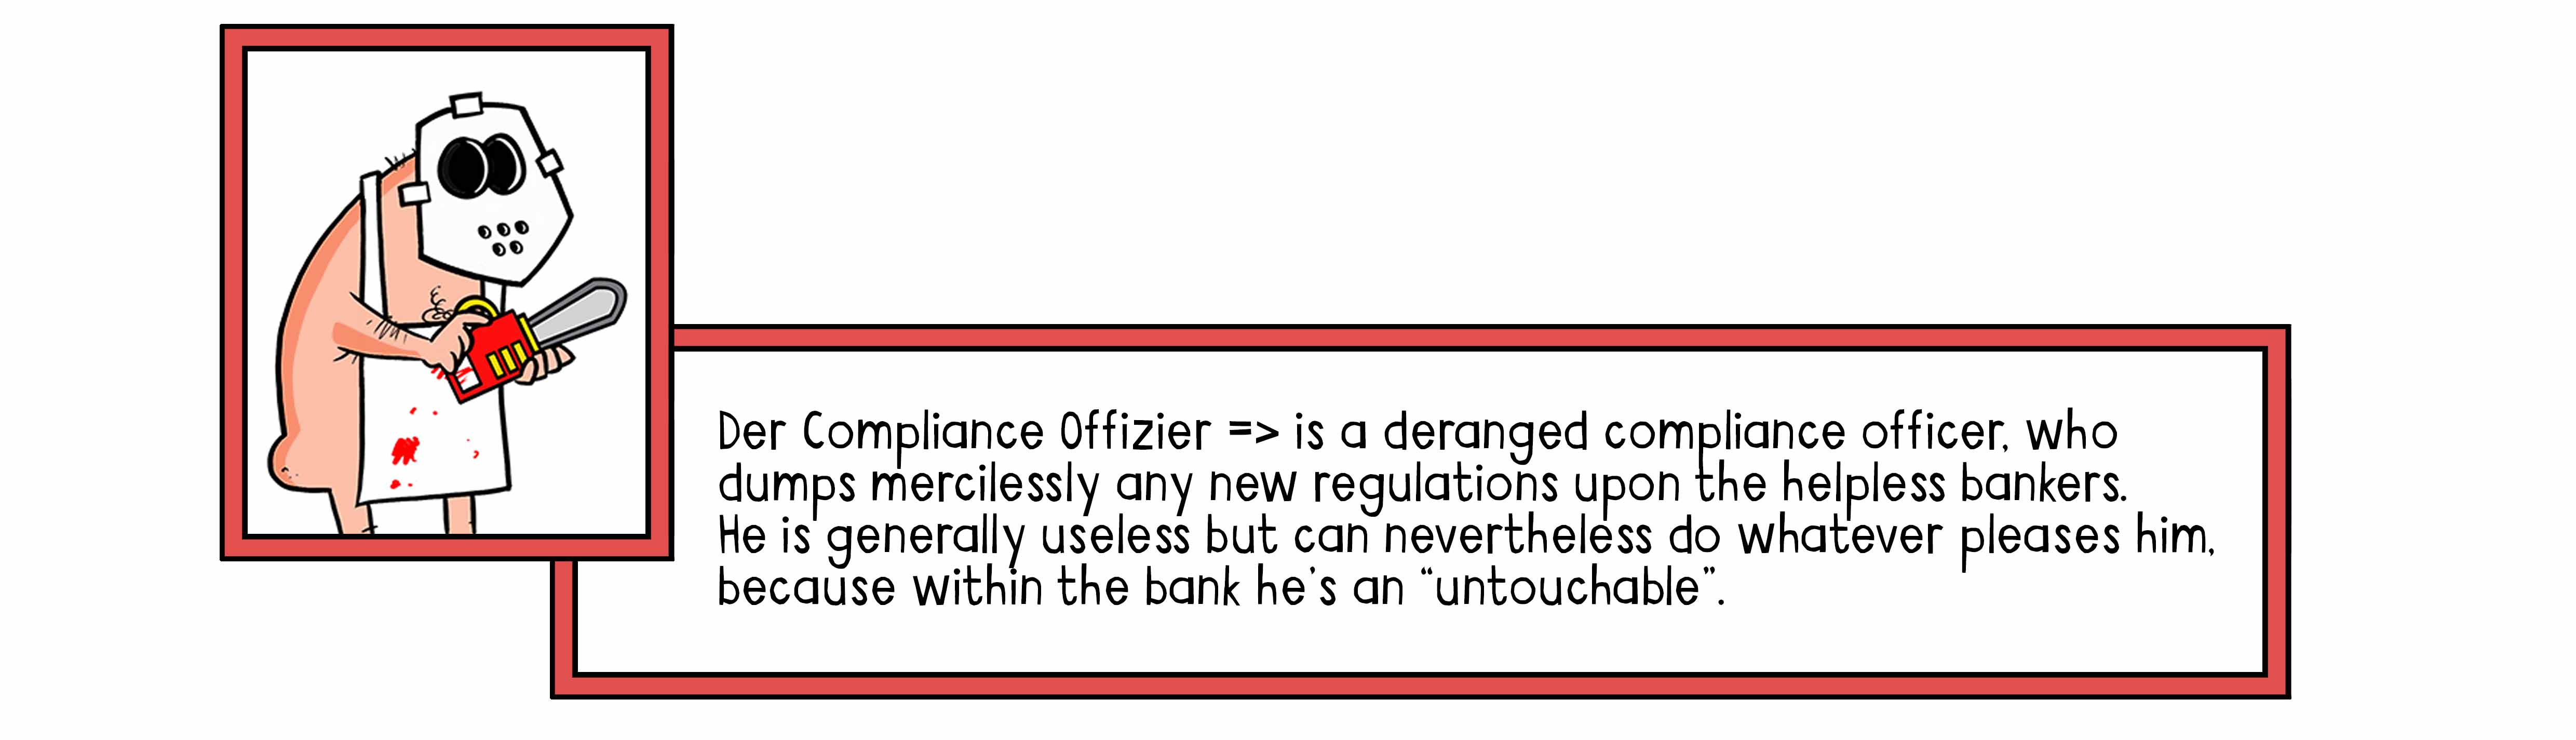 Der Compliance Offizier => is a deranged compliance officer, who
dumps mercilessly any new regulations upon the helpless bankers.
He is generally useless but can nevertheless do whatever pleases him,
because within the bank he's an “untouchable”.